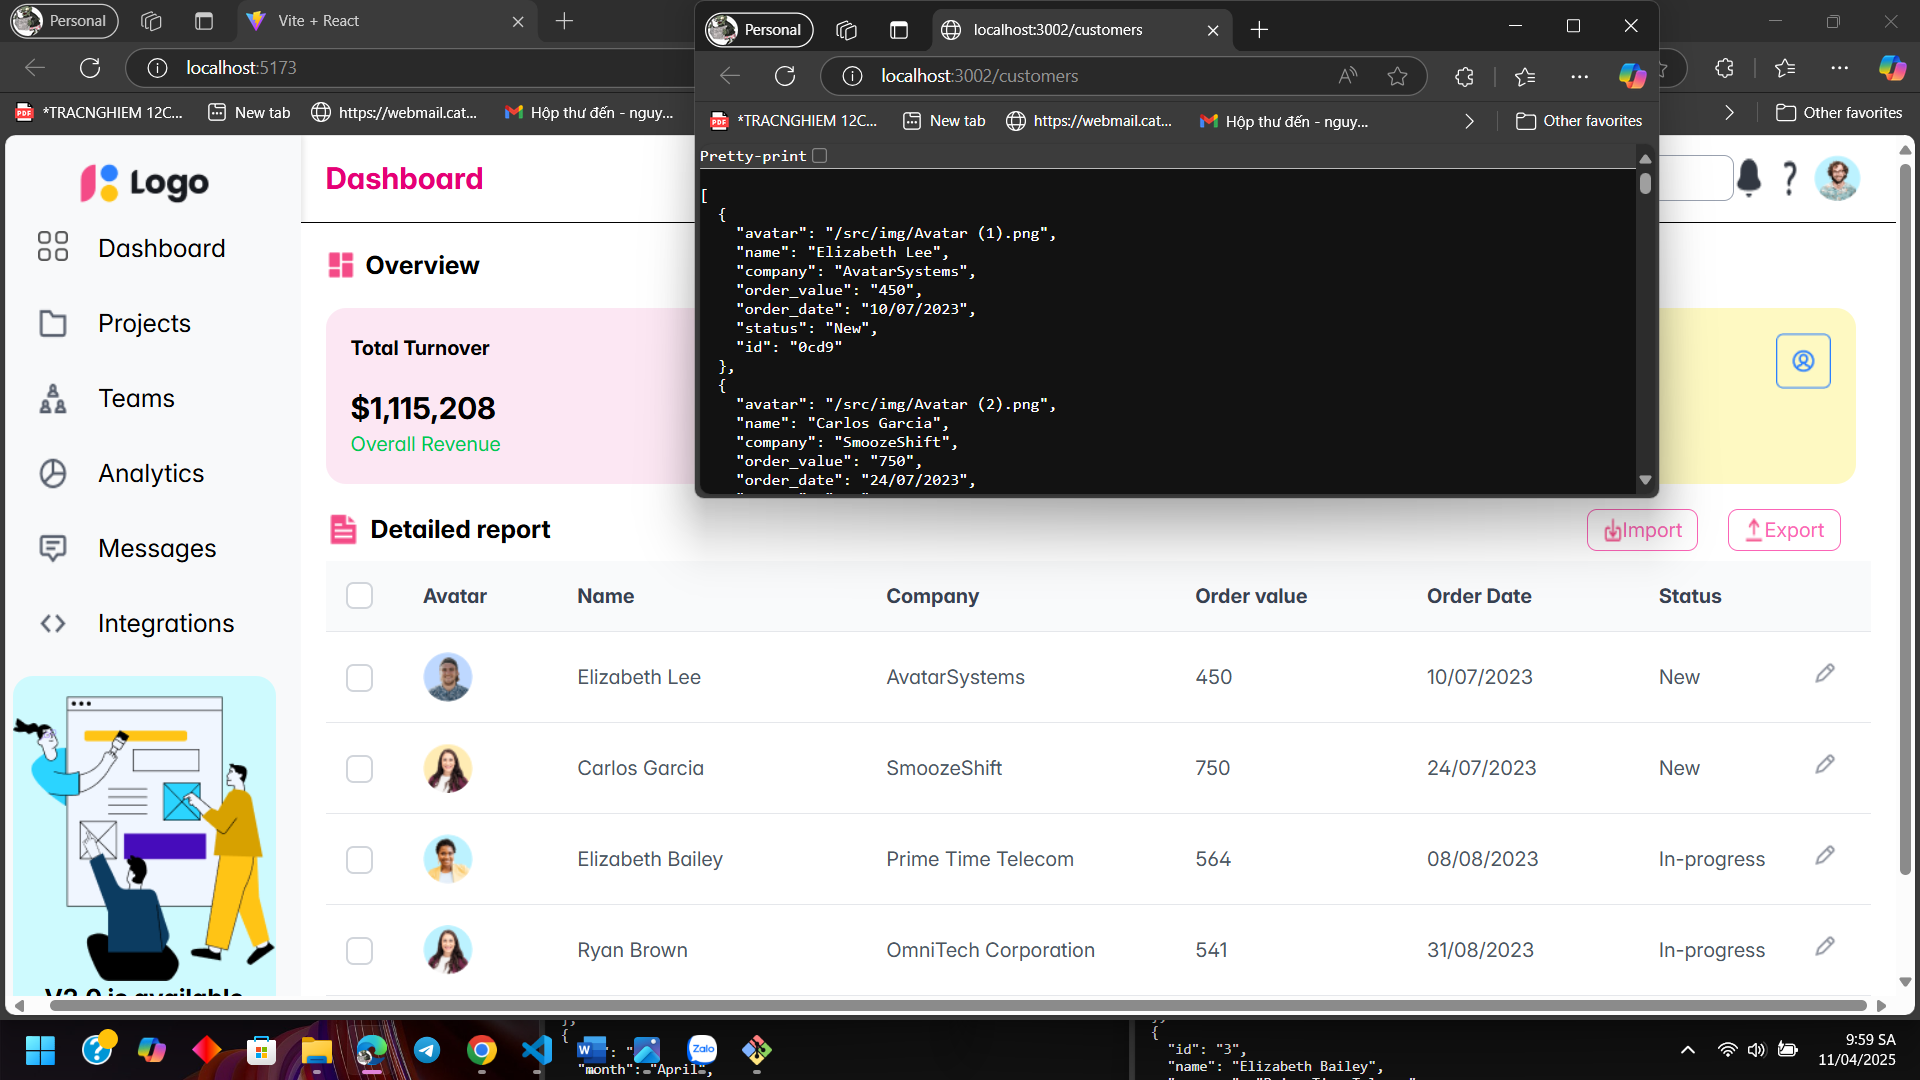 Personal
Vite + React
localhost:5173
*TRACNGHIEM 12C...
New tab
https://webmail.cat...
Hộp thư đến - nguy...
Other favorites
Personal
localhost:3002/customers
localhost:3002/customers
*TRACNGHIEM 12C...
New tab
https://webmail.cat...
Hộp thư đến - nguy...
Other favorites
Pretty-print
[
{
"avatar": "/src/img/Avatar (1).png",
"name": "Elizabeth Lee",
"company": "AvatarSystems",
"order_value": "450",
"order_date": "10/07/2023",
"status": "New",
"id": "0cd9"
},
{
"avatar": "/src/img/Avatar (2).png",
"name": "Carlos Garcia",
"company": "SmoozeShift",
"order_value": "750",
"order_date": "24/07/2023",
Logo
Dashboard
Projects
Teams
Analytics
Messages
Integrations
V2.0 is available
Dashboard
?
Overview
Total Turnover
$1,115,208
Overall Revenue
Detailed report
Import
Export
Avatar Name Company Order value Order Date Status
Elizabeth Lee AvatarSystems 450 10/07/2023 New
Carlos Garcia SmoozeShift 750 24/07/2023 New
Elizabeth Bailey Prime Time Telecom 564 08/08/2023 In-progress
Ryan Brown OmniTech Corporation 541 31/08/2023 In-progress
{
"month": "April",
Zalo
{
"id": "3",
"name": "Elizabeth Bailey",
9:59 SA
11/04/2025